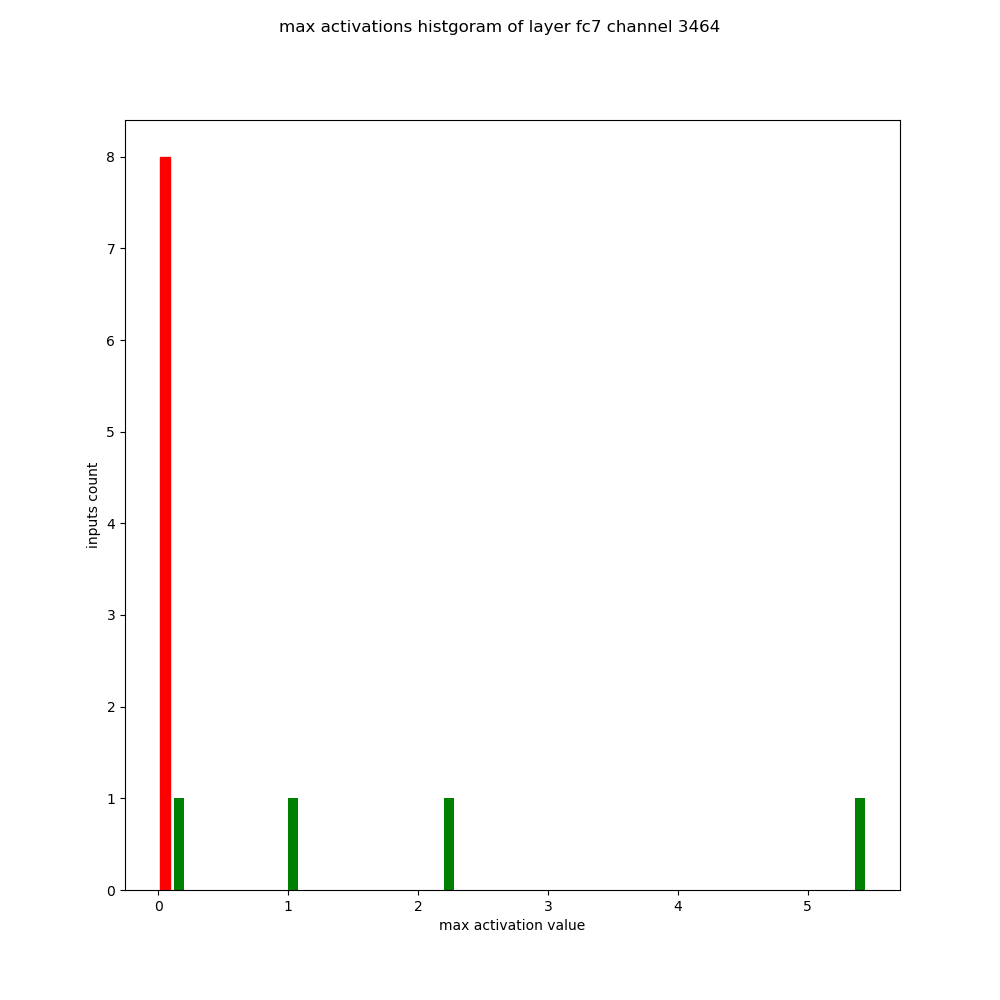 max activations histgoram of layer fc7 channel 3464
8
7
6
5
4
3
2
1
0
inputs count
0 1 2 3 4 5
max activation value